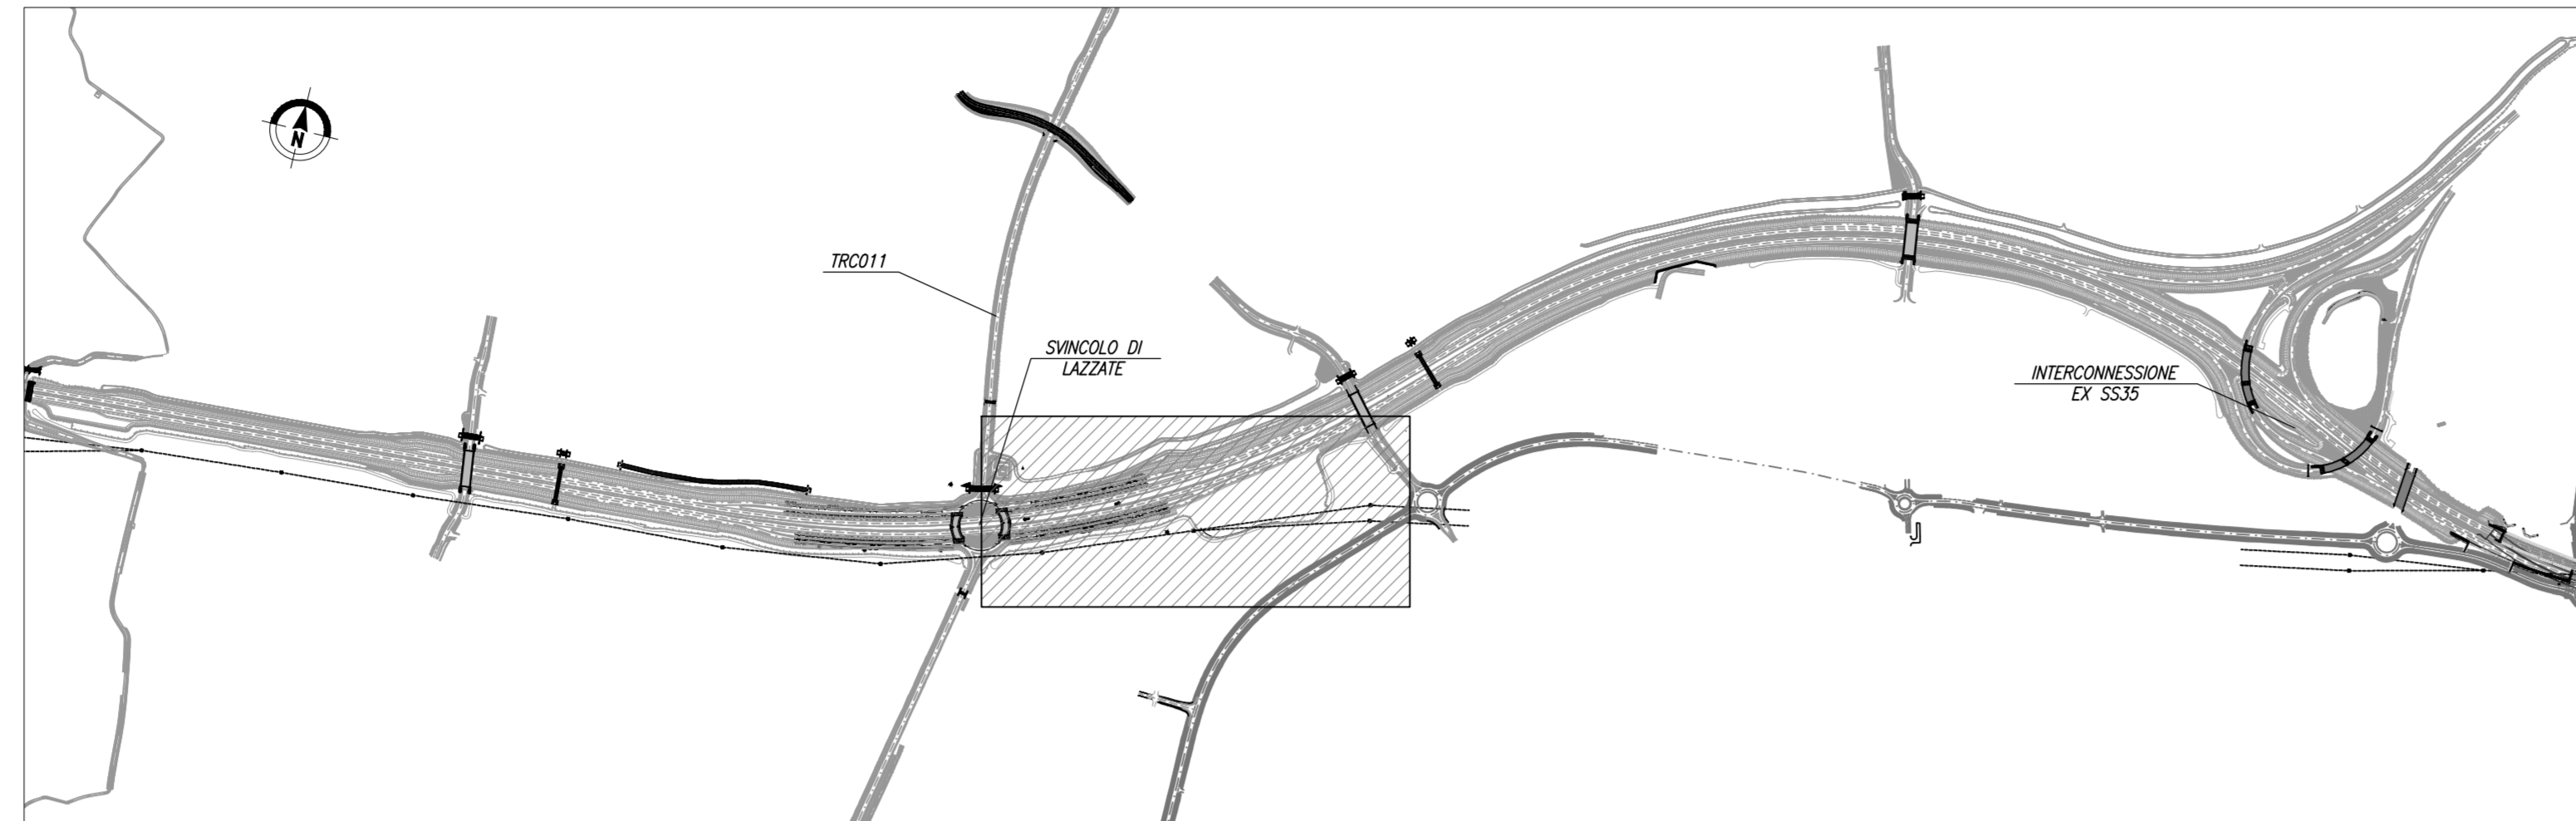 N
TRC011
SVINCOLO DI
LAZZATE
INTERCONNESSIONE
EX SS35